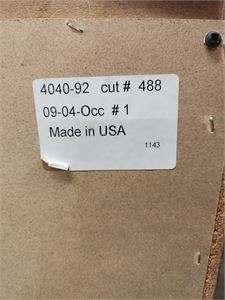 4040-92 cut # 488
09-04-Occ # 1
Made in USA
1143